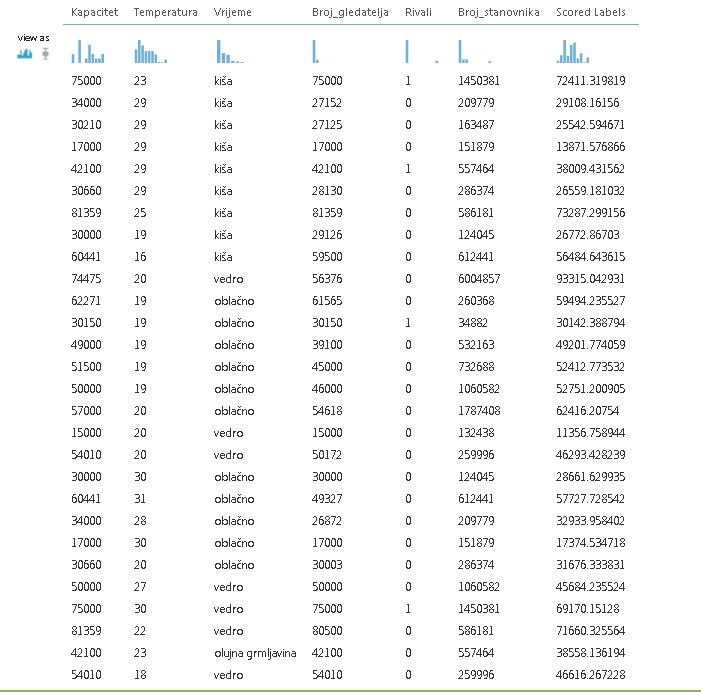 Kapacitet Temperatura Vrijeme Broj_gledatelja Rivali Broj_stanovnika Scored Labels
view as
75000 23 kiša 75000 1 1450381 72411.319819
34000 29 kiša 27152 0 209779 29108.16156
30210 29 kiša 27125 0 163487 25542.594671
17000 29 kiša 17000 0 151879 13871.576866
42100 29 kiša 42100 1 557464 38009.431562
30660 29 kiša 28130 0 286374 26559.181032
81359 25 kiša 81359 0 586181 73287.299156
30000 19 kiša 29126 0 124045 26772.86703
60441 16 kiša 59500 0 612441 56484.643615
74475 20 vedro 56376 0 6004857 93315.042931
62271 19 oblačno 61565 0 260368 59494.235527
30150 19 oblačno 30150 1 34882 30142.388794
49000 19 oblačno 39100 0 532163 49201.774059
51500 19 oblačno 45000 0 732688 52412.773532
50000 19 oblačno 46000 0 1060582 52751.200905
57000 20 oblačno 54618 0 1787408 62416.20754
15000 20 vedro 15000 0 132438 11356.758944
54010 20 vedro 50172 0 259996 46293.428239
30000 30 oblačno 30000 0 124045 28661.629935
60441 31 oblačno 49327 0 612441 57727.728542
34000 28 oblačno 26872 0 209779 32933.958402
17000 30 oblačno 17000 0 151879 17374.534718
30660 20 oblačno 30003 0 286374 31676.333831
50000 27 vedro 50000 0 1060582 45684.235524
75000 30 vedro 75000 1 1450381 69170.15128
81359 22 vedro 80500 0 586181 71660.325564
42100 23 olujna grmljavina 42100 0 557464 38558.136194
54010 18 vedro 54010 0 259996 46616.267228